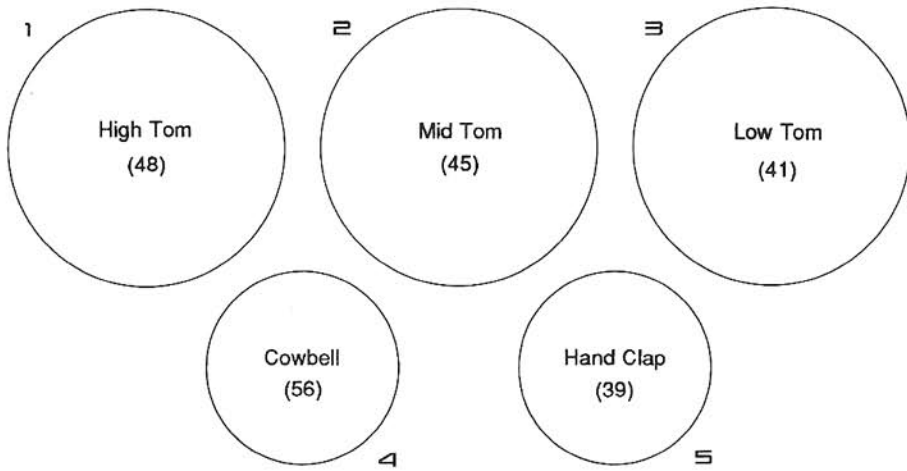 1
2
3
High Tom
(48)
Mid Tom
(45)
Low Tom
(41)
Cowbell
(56)
Hand Clap
(39)
4
5